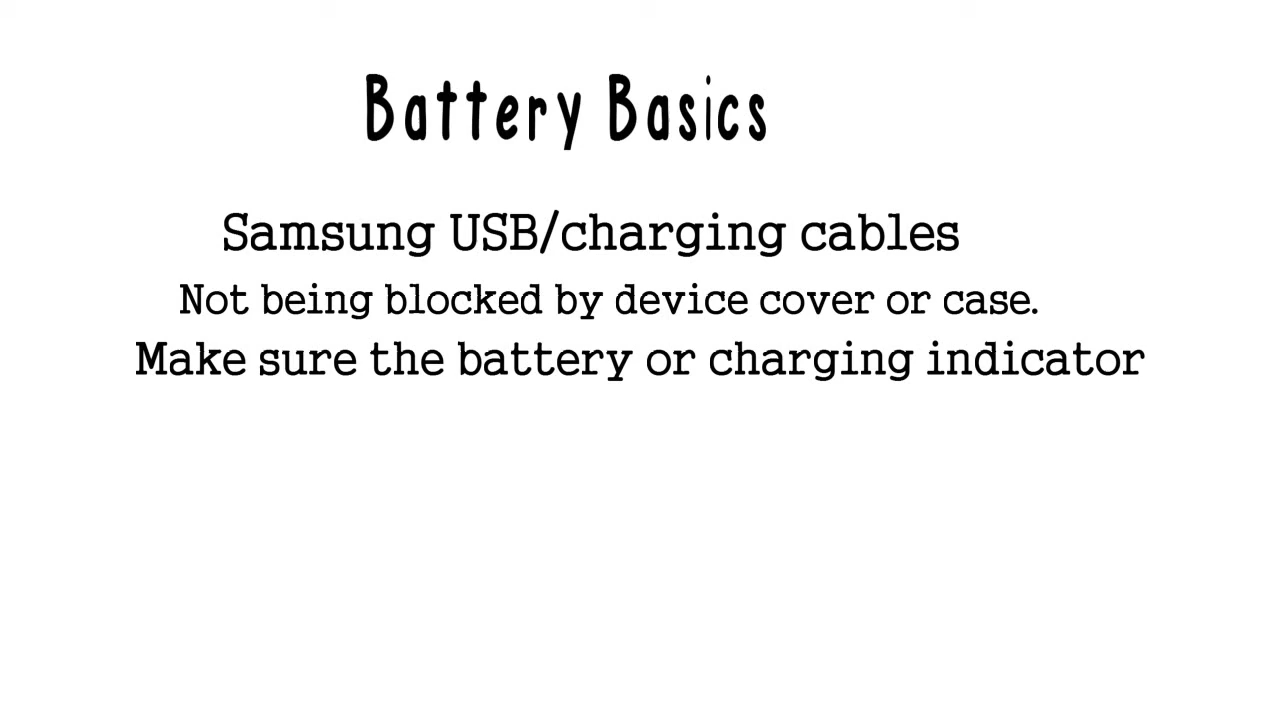 Battery Basics
Samsung USB/charging cables
Not being blocked by device cover or case.
Make sure the battery or charging indicator